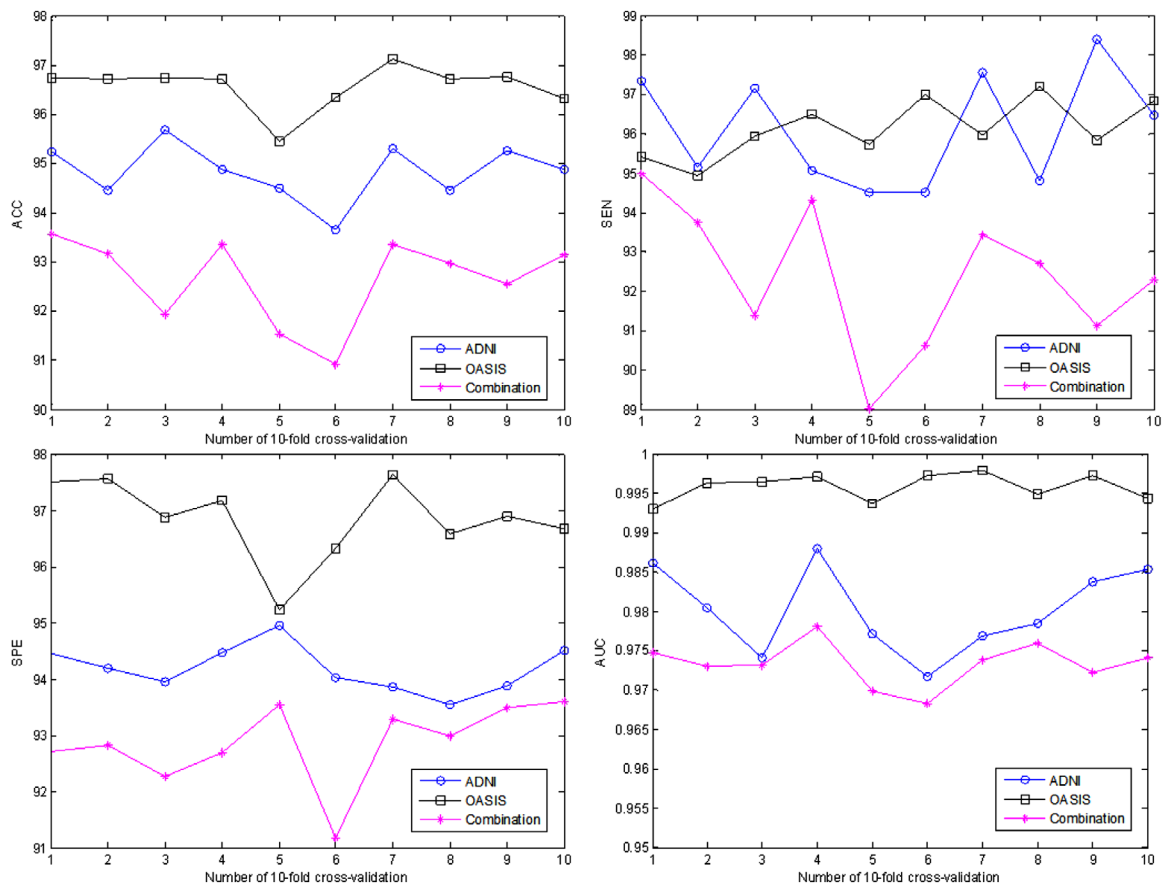 98
97
96
95
94
93
92
91
90
ACC
1 2 3 4 5 6 7 8 9 10
Number of 10-fold cross-validation
ADNI
OASIS
Combination
99
98
97
96
95
94
93
92
91
90
89
SEN
1 2 3 4 5 6 7 8 9 10
Number of 10-fold cross-validation
ADNI
OASIS
Combination
98
97
96
95
94
93
92
91
SPE
1 2 3 4 5 6 7 8 9 10
Number of 10-fold cross-validation
ADNI
OASIS
Combination
1
0.995
0.99
0.985
0.98
0.975
0.97
0.965
0.96
0.955
0.95
AUC
1 2 3 4 5 6 7 8 9 10
Number of 10-fold cross-validation
ADNI
OASIS
Combination